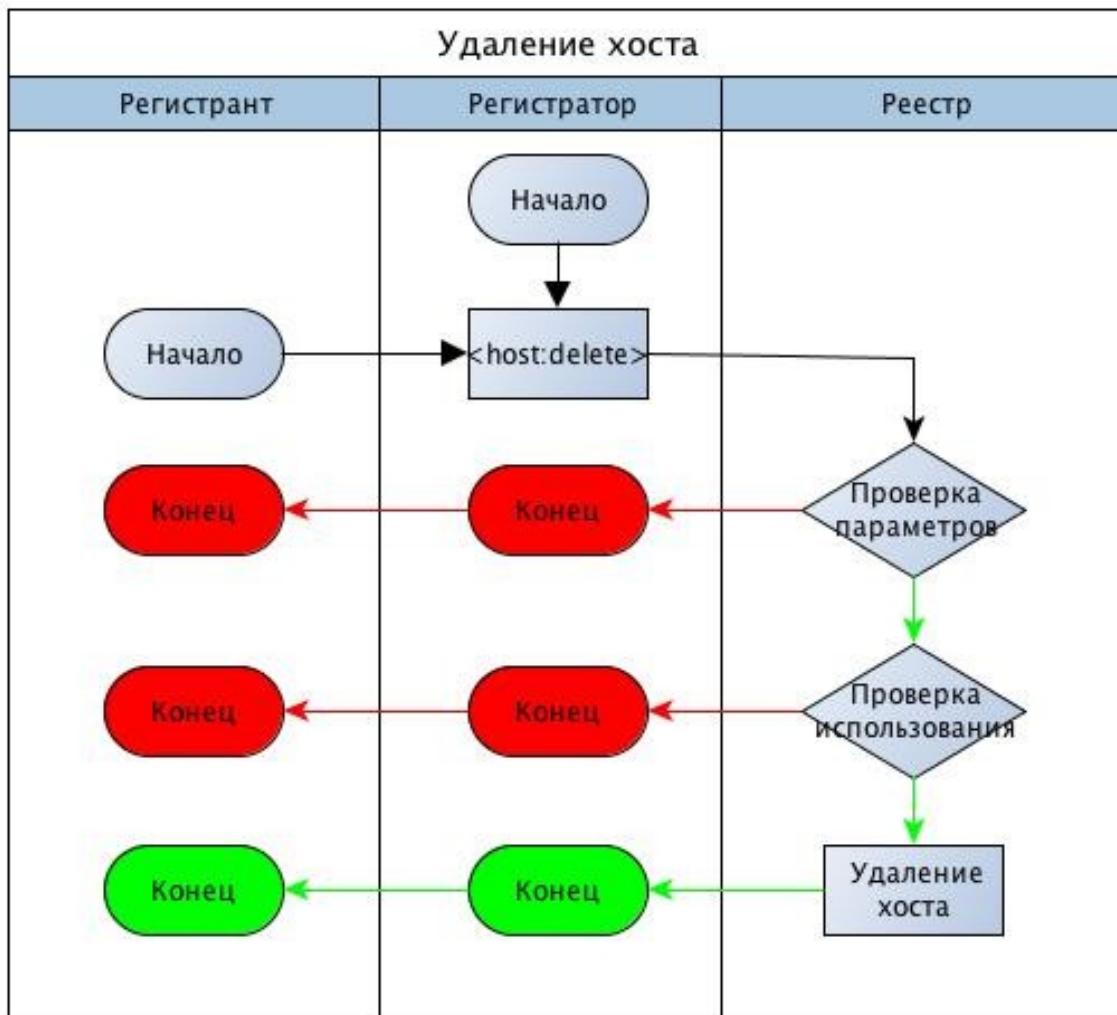 Удаление хоста
Регистрант
Регистратор
Реестр
Начало
Начало
<host:delete>
Конец
Конец
Проверка
параметров
Конец
Конец
Проверка
использования
Конец
Конец
Удаление
хоста